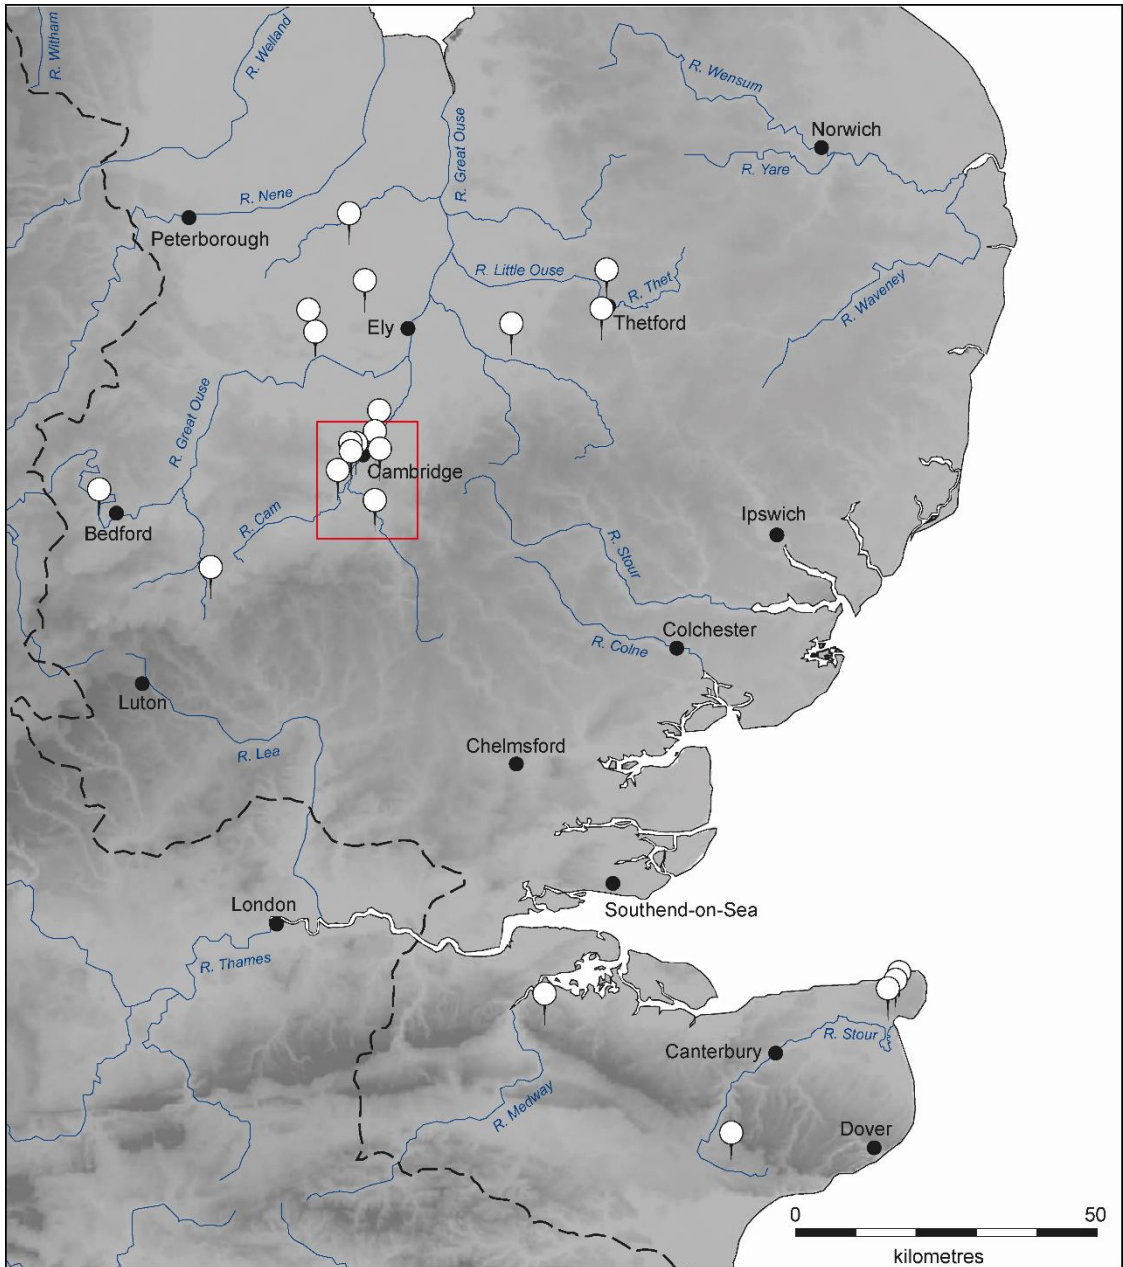 R. Witham
R. Welland
R. Wensum
Norwich
R. Great Ouse
R. Yare
R. Nene
Peterborough
R. Little Ouse
R. Thet
R. Waveney
Ely
Thetford
R. Great Ouse
Cambridge
Bedford
R. Cam
Ipswich
R. Stour
Colchester
R. Colne
Luton
Chelmsford
R. Lea
London
Southend-on-Sea
R. Thames
R. Stour
Canterbury
R. Medway
Dover
0 50
kilometres